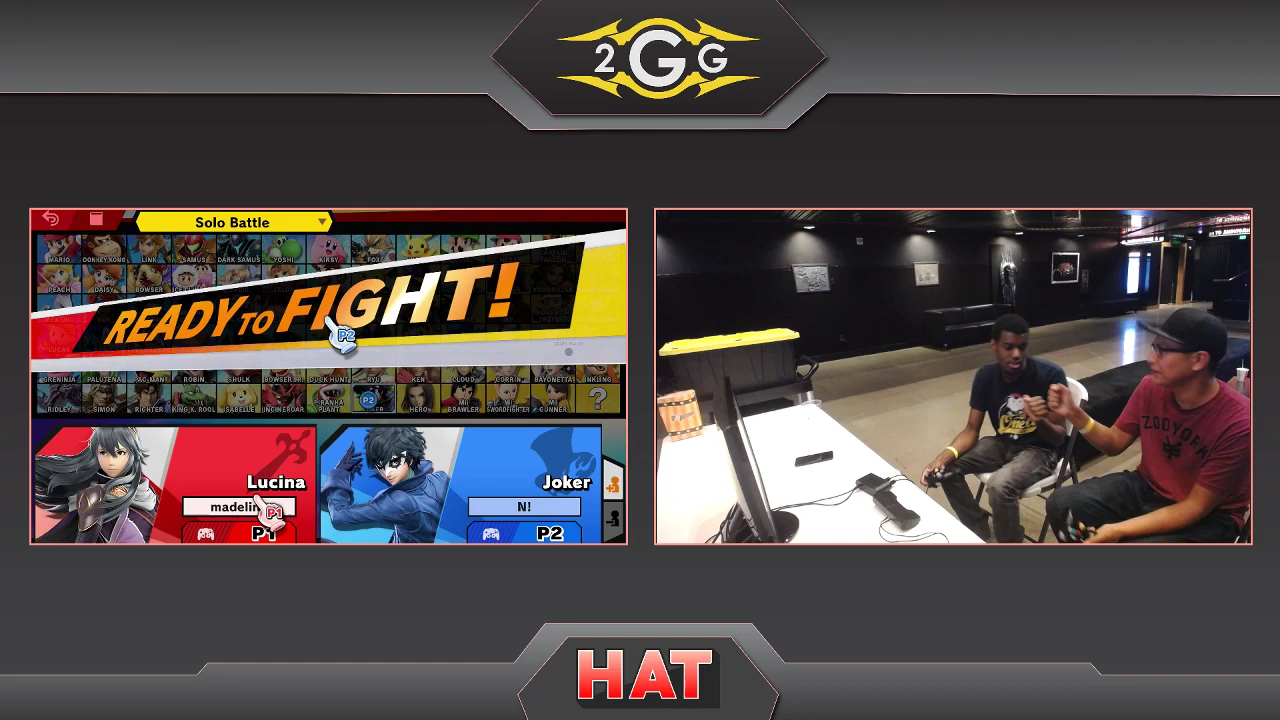 2GG
Solo Battle
MARIO DONKEY KONG LINK SAMUS DARK SAMUS YOSHI KIRBY FOX
PEACH DAISY BOWSER
READY TO FIGHT!
P2
GRENINJA PALUTENA PAC-MAN ROBIN SHULK BOWSER JR. DUCK HUNT RYU KEN CLOUD CORRIN BAYONETTA INKLING
RIDLEY SIMON RICHTER KING K. ROOL ISABELLE INCINEROAR PIRANHA PLANT P2 HERO MII BRAWLER MII SWORDFIGHTER MII GUNNER ?
Lucina
P1
P1
Joker
N!
P2
ZOO YORK
HAT